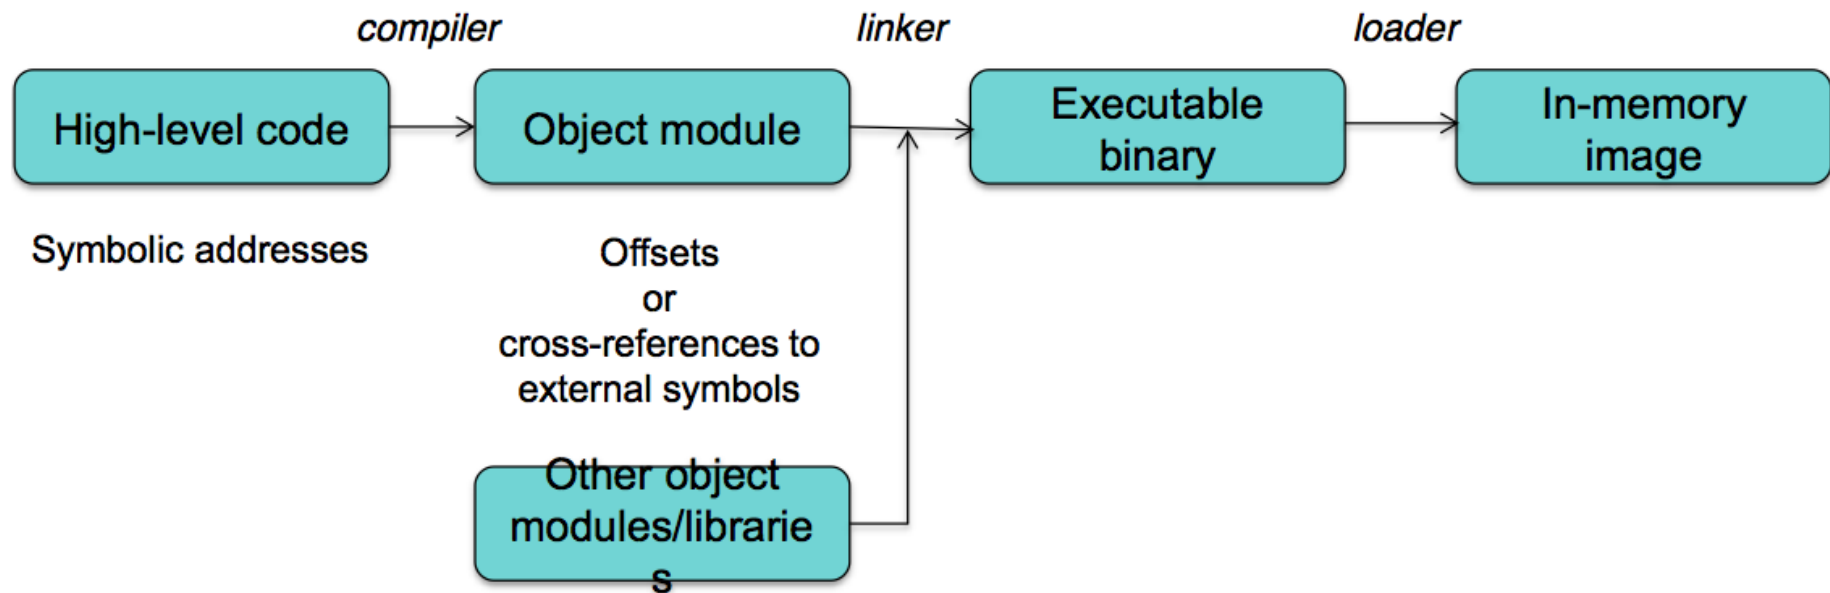 compiler
linker
loader
High-level code
Object module
Executable
binary
In-memory
image
Symbolic addresses
Offsets
or
cross-references to
external symbols
Other object
modules/librarie
s